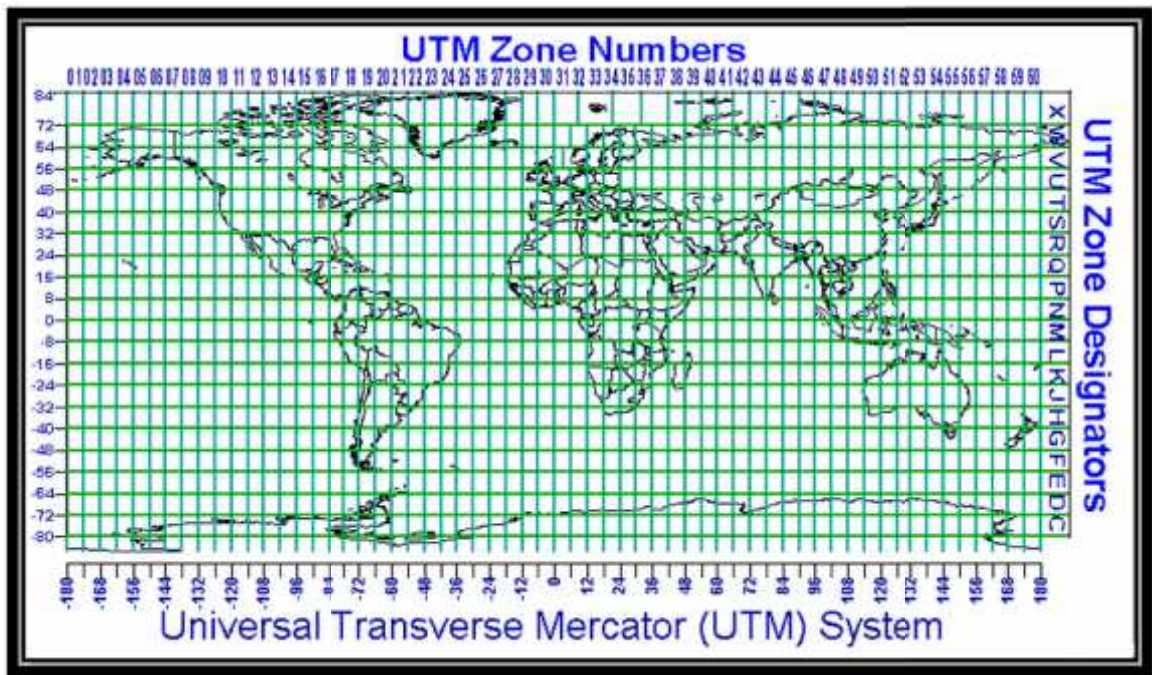 UTM Zone Numbers
01 02 03 04 05 06 07 08 09 10 11 12 13 14 15 16 17 18 19 20 21 22 23 24 25 26 27 28 29 30 31 32 33 34 35 36 37 38 39 40 41 42 43 44 45 46 47 48 49 50 51 52 53 54 55 56 57 58 59 60
84
72
64
56
48
40
32
24
16
8
0
-8
-16
-24
-32
-40
-48
-56
-64
-72
-80
X
W
V
U
T
S
R
Q
P
N
M
L
K
J
H
G
F
E
D
C
UTM Zone Designators
-180 -168 -156 -144 -132 -120 -108 -96 -84 -72 -60 -48 -36 -24 -12 0 12 24 36 48 60 72 84 96 108 120 132 144 156 168 180
Universal Transverse Mercator (UTM) System